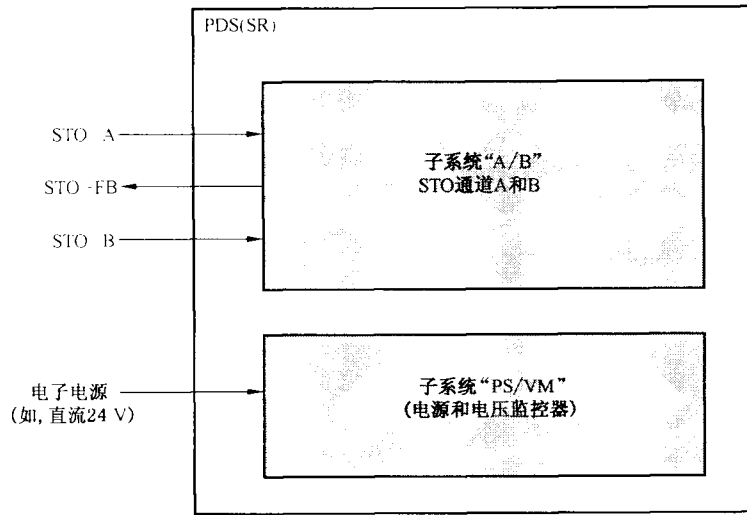 PDS(SR)
STO A
STO -FB
STO B
子系统“A/B”
STO通道A和B
电子电源
(如,直流24 V)
子系统“PS/VM”
(电源和电压监控器)